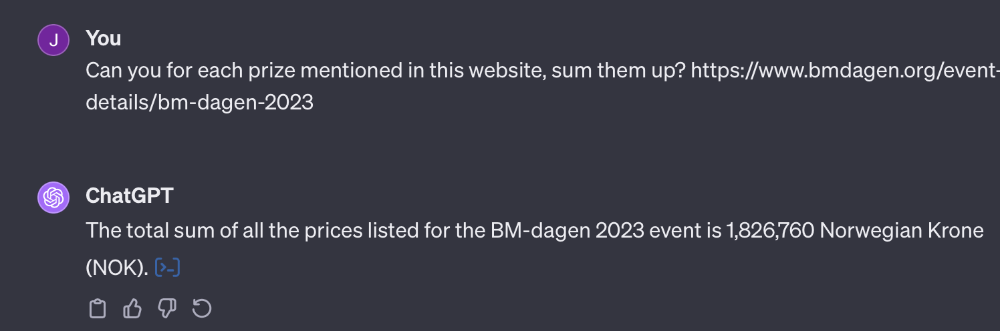 J
You
Can you for each prize mentioned in this website, sum them up? https://www.bmdagen.org/event-
details/bm-dagen-2023
ChatGPT
The total sum of all the prices listed for the BM-dagen 2023 event is 1,826,760 Norwegian Krone
(NOK). [>_]